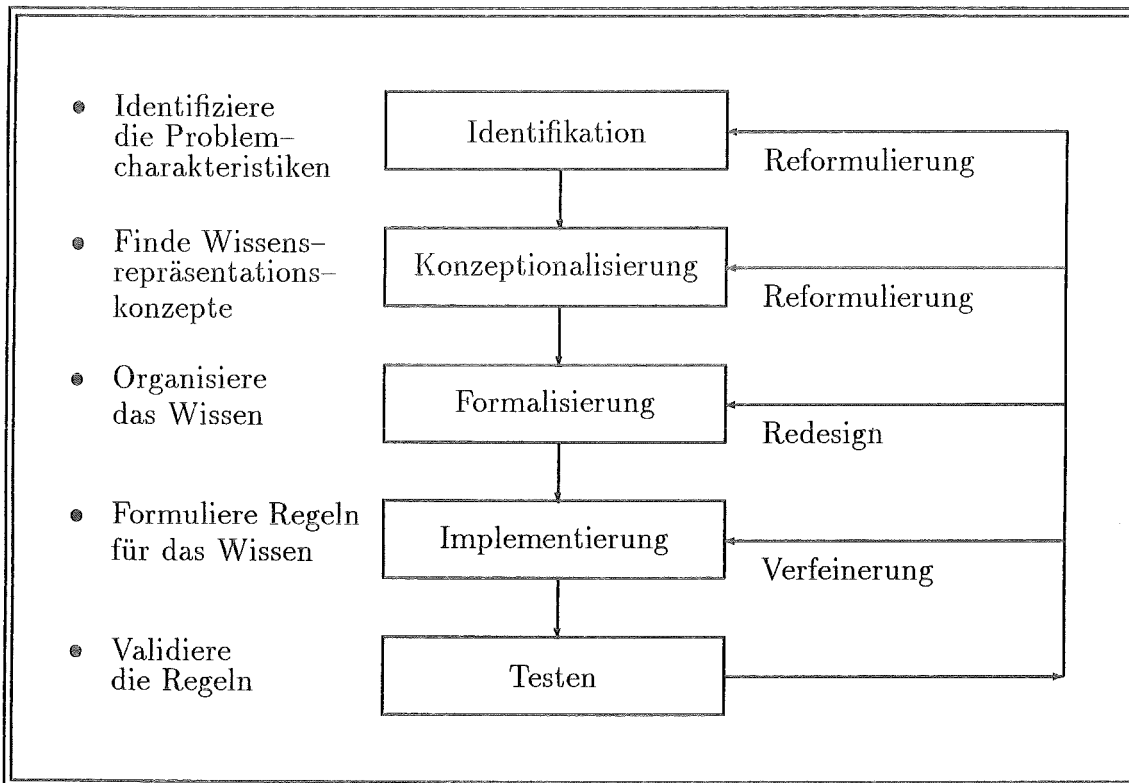 ● Identifiziere
die Problem–
charakteristiken
Identifikation
Reformulierung
● Finde Wissens–
repräsentations–
konzepte
Konzeptionalisierung
Reformulierung
● Organisiere
das Wissen
Formalisierung
Redesign
● Formuliere Regeln
für das Wissen
Implementierung
Verfeinerung
● Validiere
die Regeln
Testen